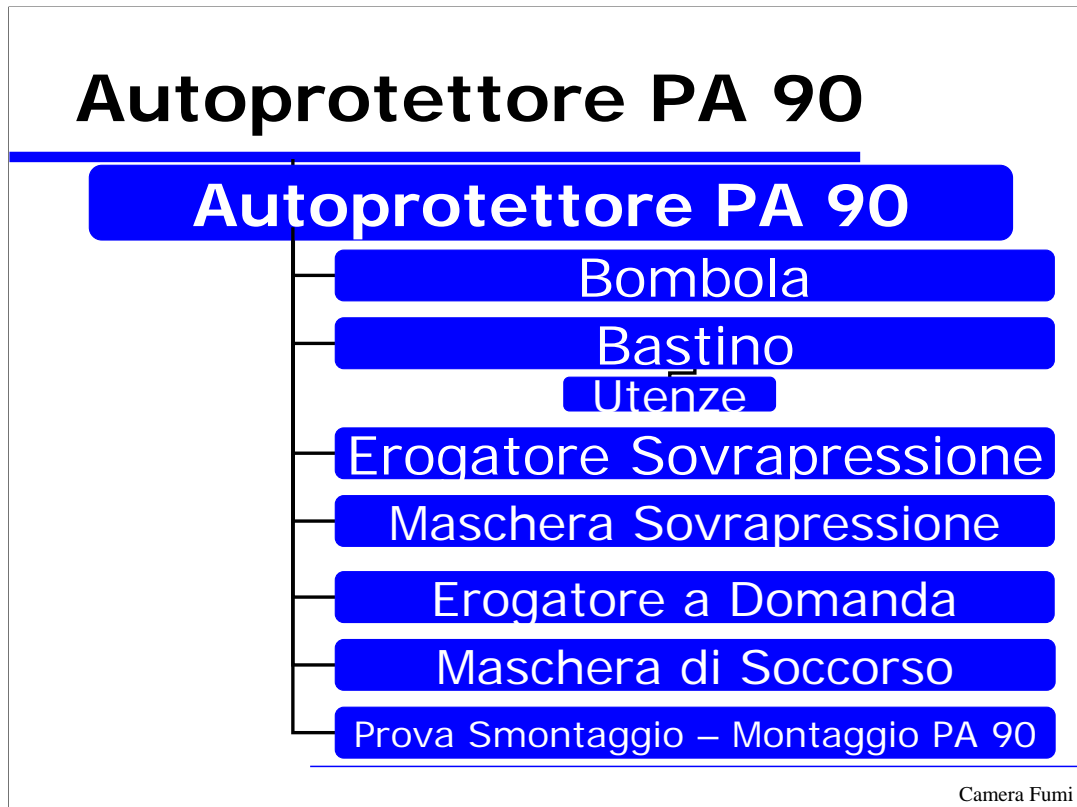 Autoprotettore PA 90
Autoprotettore PA 90
Bombola
Bastino
Utenze
Erogatore Sovrapressione
Maschera Sovrapressione
Erogatore a Domanda
Maschera di Soccorso
Prova Smontaggio – Montaggio PA 90
Camera Fumi